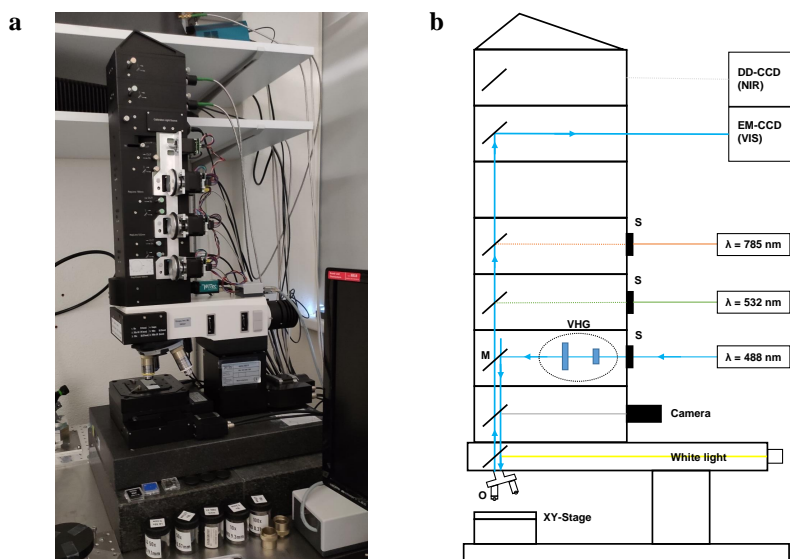 a
b
DD-CCD
(NIR)
EM-CCD
(VIS)
S
λ = 785 nm
S
λ = 532 nm
VHG
S
M
λ = 488 nm
Camera
White light
O
XY-Stage